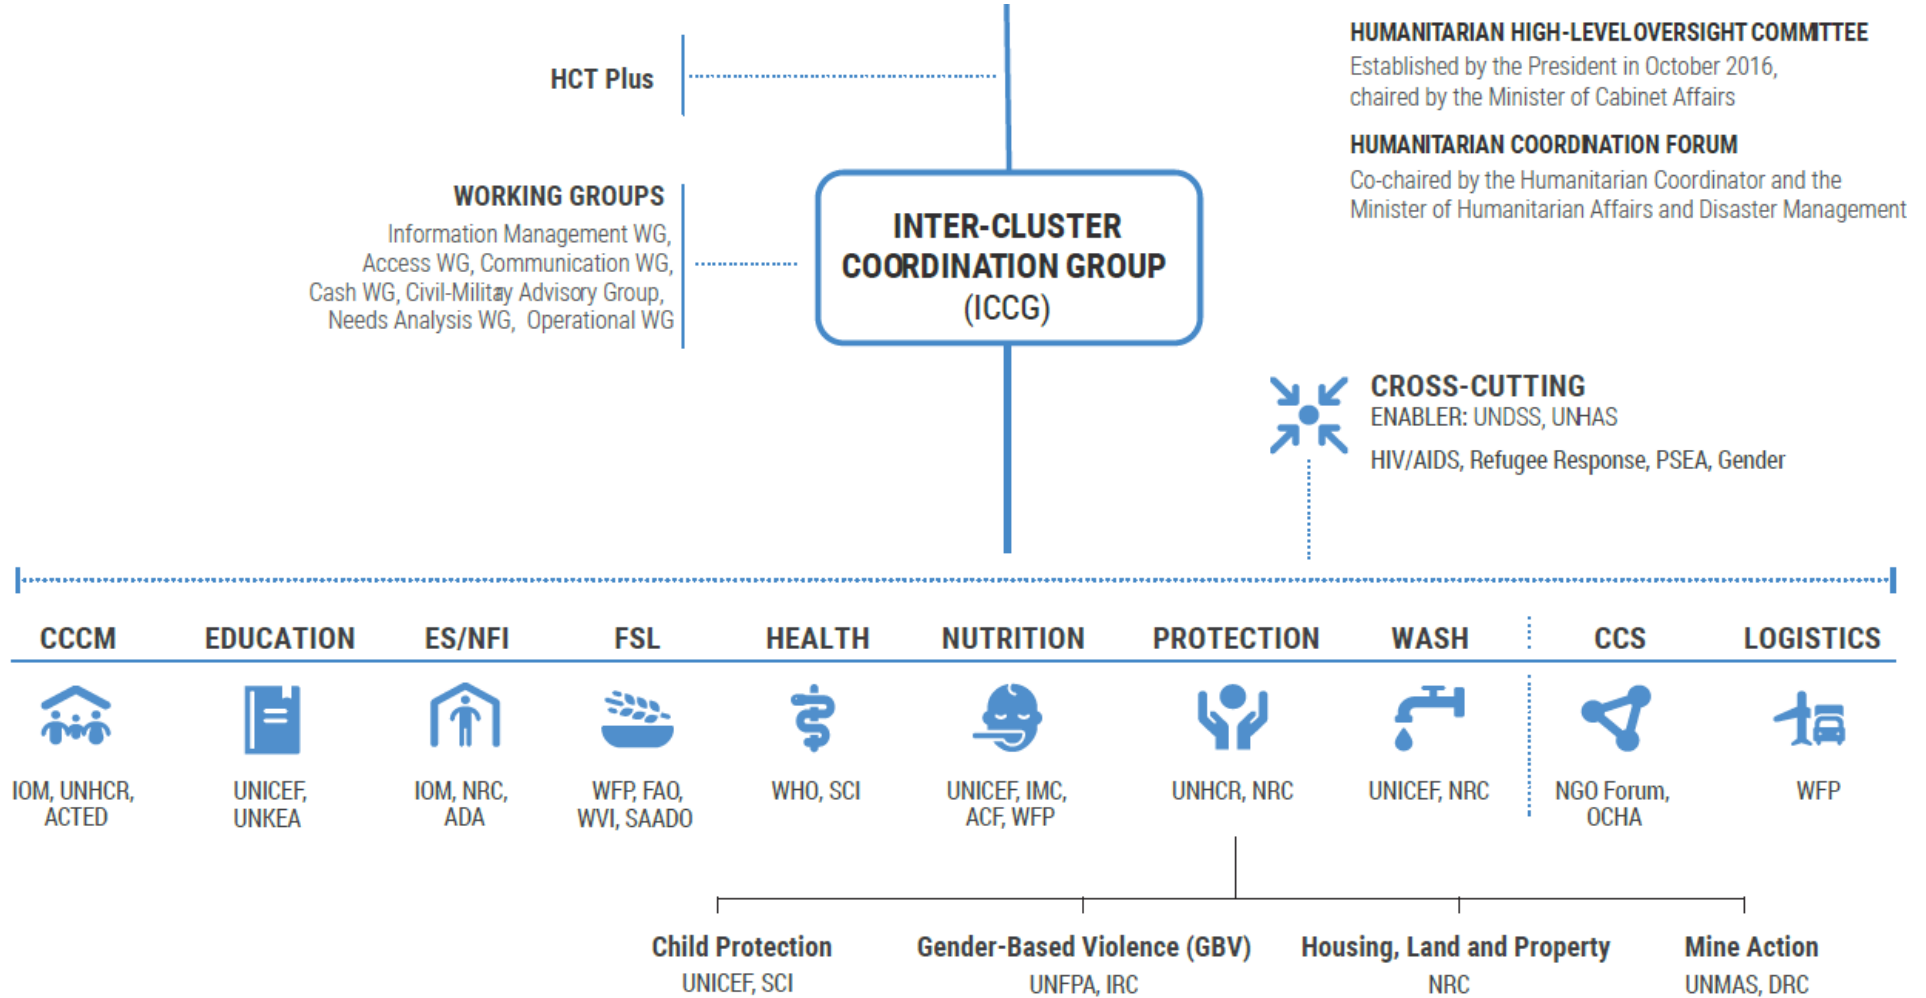 HCT Plus
HUMANITARIAN HIGH-LEVEL OVERSIGHT COMMITTEE
Established by the President in October 2016,
chaired by the Minister of Cabinet Affairs
HUMANITARIAN COORDINATION FORUM
Co-chaired by the Humanitarian Coordinator and the
Minister of Humanitarian Affairs and Disaster Management
WORKING GROUPS
Information Management WG,
Access WG, Communication WG,
Cash WG, Civil-Military Advisory Group,
Needs Analysis WG, Operational WG
INTER-CLUSTER
COORDINATION GROUP
(ICCG)
CROSS-CUTTING
ENABLER: UNDSS, UNHAS
HIV/AIDS, Refugee Response, PSEA, Gender
CCCM
IOM, UNHCR,
ACTED
EDUCATION
UNICEF,
UNKEA
ES/NFI
IOM, NRC,
ADA
FSL
WFP, FAO,
WVI, SAADO
HEALTH
WHO, SCI
NUTRITION
UNICEF, IMC,
ACF, WFP
PROTECTION
UNHCR, NRC
WASH
UNICEF, NRC
CCS
NGO Forum,
OCHA
LOGISTICS
WFP
Child Protection
UNICEF, SCI
Gender-Based Violence (GBV)
UNFPA, IRC
Housing, Land and Property
NRC
Mine Action
UNMAS, DRC